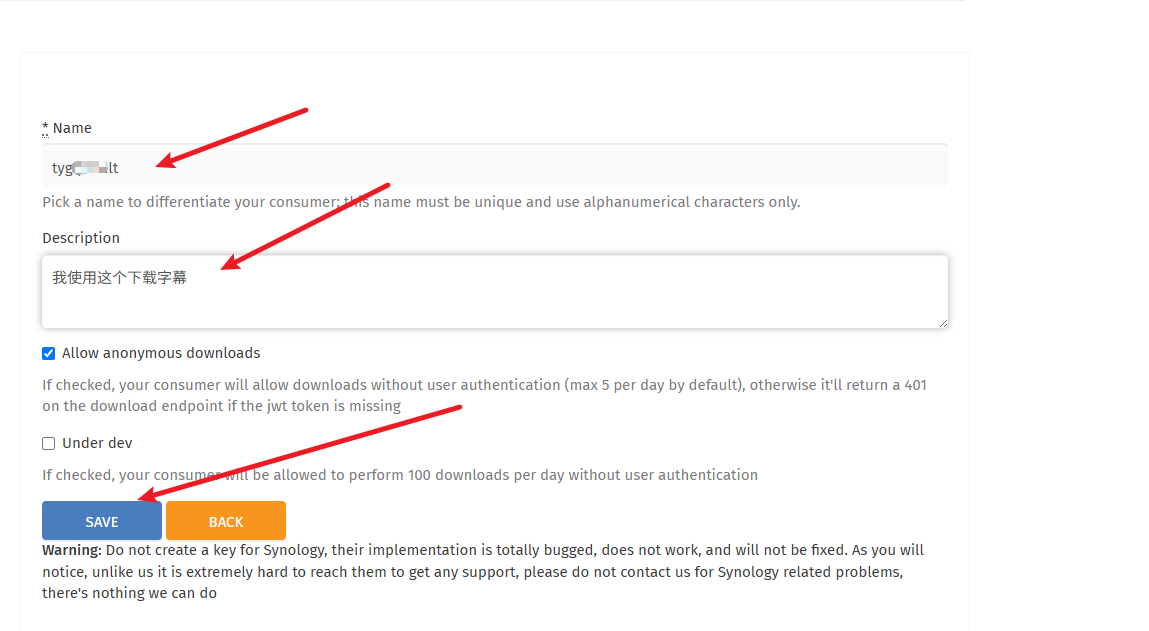 * Name
Pick a name to differentiate your consumer; this name must be unique and use alphanumerical characters only.
Description
我使用这个下载字幕
Allow anonymous downloads
If checked, your consumer will allow downloads without user authentication (max 5 per day by default), otherwise it'll return a 401
on the download endpoint if the jwt token is missing
Under dev
If checked, your consumer will be allowed to perform 100 downloads per day without user authentication
SAVE BACK
Warning: Do not create a key for Synology, their implementation is totally bugged, does not work, and will not be fixed. As you will
notice, unlike us it is extremely hard to reach them to get any support, please do not contact us for Synology related problems,
there's nothing we can do